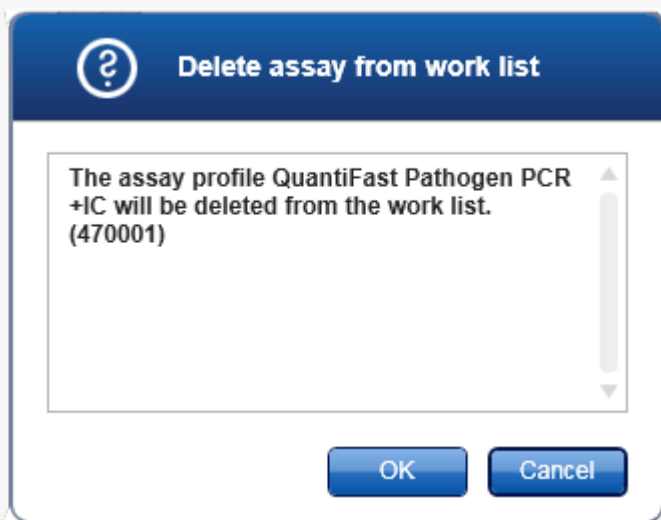 Delete assay from work list
The assay profile QuantiFast Pathogen PCR
+IC will be deleted from the work list.
(470001)
OK
Cancel